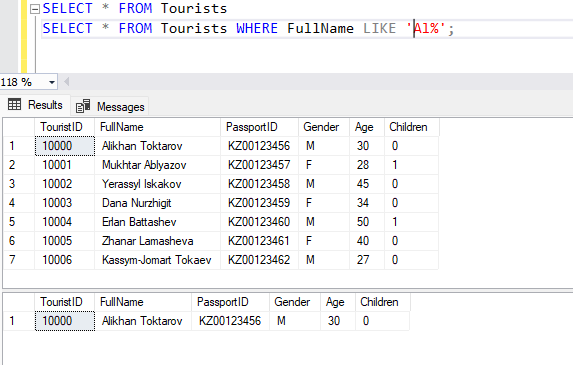 SELECT * FROM Tourists
SELECT * FROM Tourists WHERE FullName LIKE 'Al%';
118 %
Results Messages
TouristID FullName PassportID Gender Age Children
1 10000 Alikhan Toktarov KZ00123456 M 30 0
2 10001 Mukhtar Ablyazov KZ00123457 F 28 1
3 10002 Yerassyl Iskakov KZ00123458 M 45 0
4 10003 Dana Nurzhigit KZ00123459 F 34 0
5 10004 Erlan Battashev KZ00123460 M 50 1
6 10005 Zhanar Lamasheva KZ00123461 F 40 0
7 10006 Kassym-Jomart Tokaev KZ00123462 M 27 0
TouristID FullName PassportID Gender Age Children
1 10000 Alikhan Toktarov KZ00123456 M 30 0